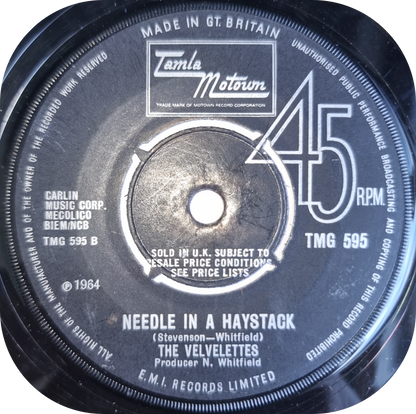 MADE IN GT. BRITAIN
UNAUTHORISED PUBLIC PERFORMANCE BROADCASTING AND COPYING OF THIS RECORD PROHIBITED
ALL RIGHTS OF THE MANUFACTURER AND OF THE OWNER OF THE RECORDED WORK RESERVED
Tamla
Motown
TRADE MARK OF MOTOWN RECORD CORPORATION
45 R.P.M.
CARLIN
MUSIC CORP.
MECOLICO
BIEM/NCB
TMG 595 B
TMG 595
SOLD IN U.K. SUBJECT TO
RESALE PRICE CONDITIONS,
SEE PRICE LISTS
℗1964
NEEDLE IN A HAYSTACK
(Stevenson—Whitfield)
THE VELVELETTES
Producer N. Whitfield
E.M.I. RECORDS LIMITED